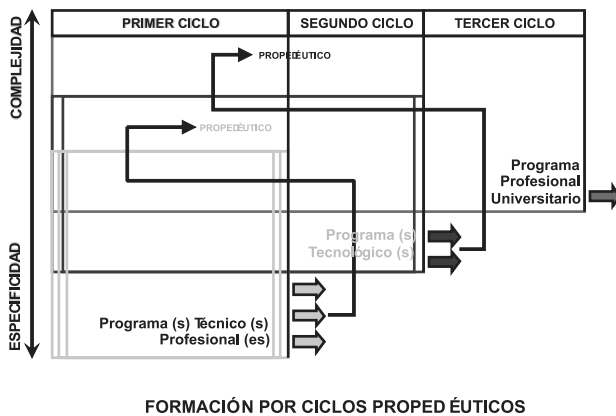 PRIMER CICLO
SEGUNDO CICLO
TERCER CICLO
COMPLEJIDAD
PROPEDÉUTICO
PROPEDÉUTICO
Programa
Profesional
Universitario
Programa (s)
Tecnológico (s)
ESPECIFICIDAD
Programa (s) Técnico (s)
Profesional (es)
FORMACIÓN POR CICLOS PROPED ÉUTICOS